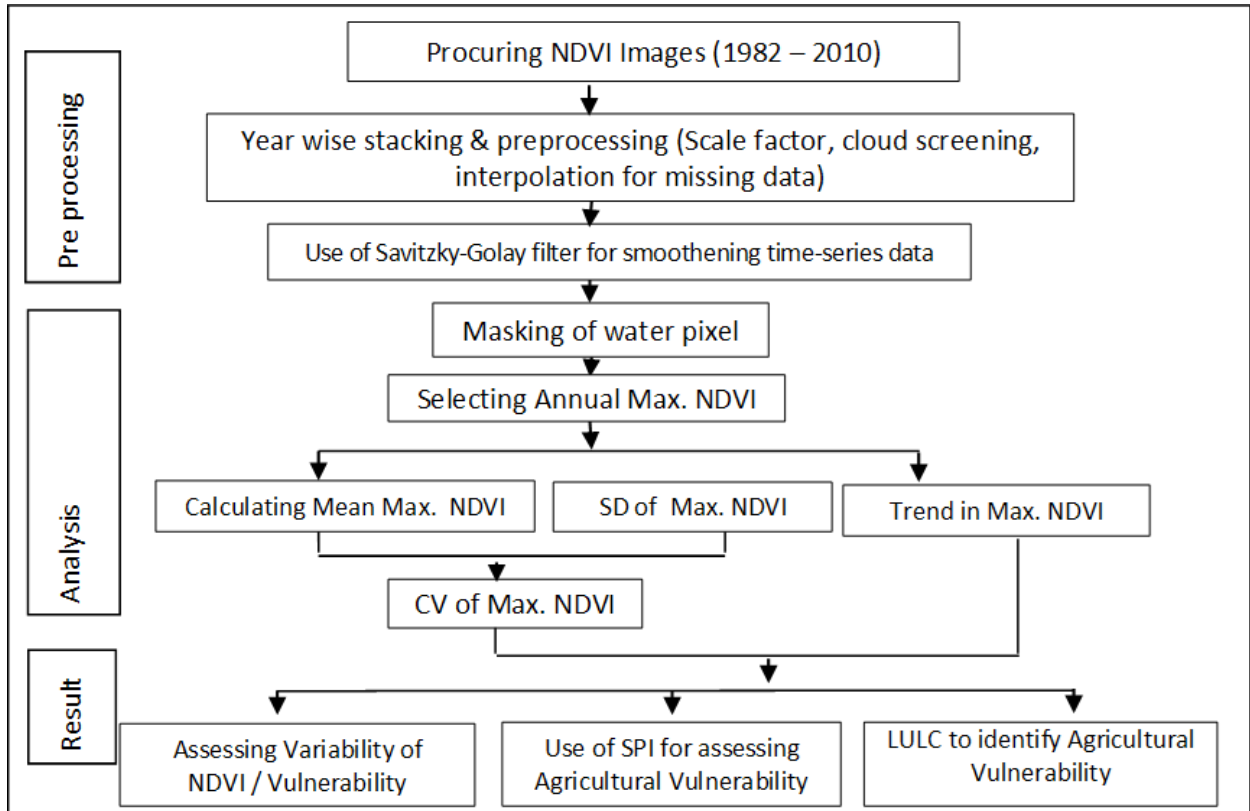 Pre processing
Procuring NDVI Images (1982 – 2010)
Year wise stacking & preprocessing (Scale factor, cloud screening,
interpolation for missing data)
Use of Savitzky-Golay filter for smoothening time-series data
Analysis
Masking of water pixel
Selecting Annual Max. NDVI
Calculating Mean Max. NDVI
SD of Max. NDVI
Trend in Max. NDVI
CV of Max. NDVI
Result
Assessing Variability of
NDVI / Vulnerability
Use of SPI for assessing
Agricultural Vulnerability
LULC to identify Agricultural
Vulnerability